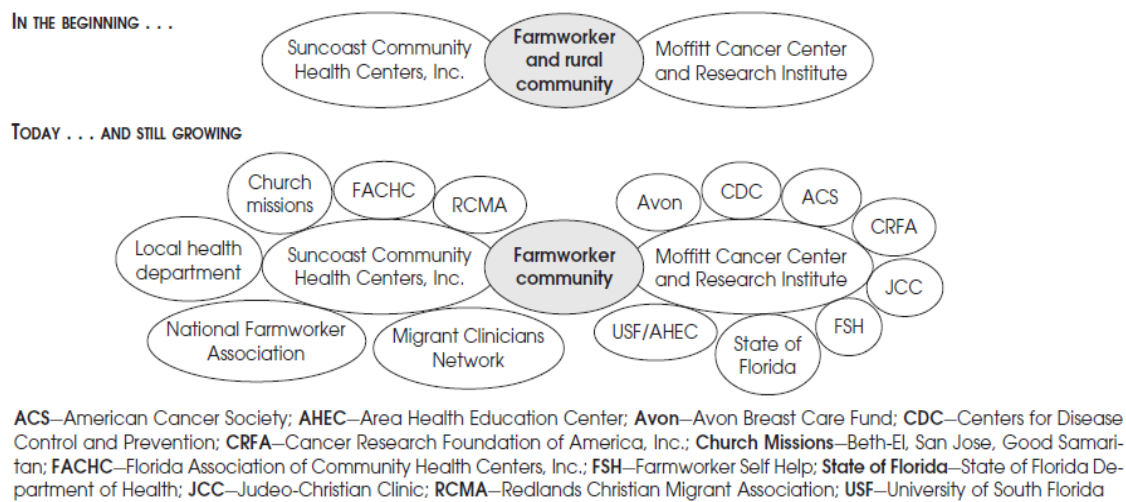 IN THE BEGINNING . . .
Suncoast Community
Health Centers, Inc.
Farmworker
and rural
community
Moffitt Cancer Center
and Research Institute
TODAY . . . AND STILL GROWING
Church
missions
FACHC
RCMA
Avon
CDC
ACS
CRFA
Local health
department
Suncoast Community
Health Centers, Inc.
Farmworker
community
Moffitt Cancer Center
and Research Institute
JCC
National Farmworker
Association
Migrant Clinicians
Network
USF/AHEC
State of
Florida
FSH
ACS—American Cancer Society; AHEC—Area Health Education Center; Avon—Avon Breast Care Fund; CDC—Centers for Disease
Control and Prevention; CRFA—Cancer Research Foundation of America, Inc.; Church Missions—Beth-El, San Jose, Good Samari-
tan; FACHC—Florida Association of Community Health Centers, Inc.; FSH—Farmworker Self Help; State of Florida—State of Florida De-
partment of Health; JCC—Judeo-Christian Clinic; RCMA—Redlands Christian Migrant Association; USF—University of South Florida